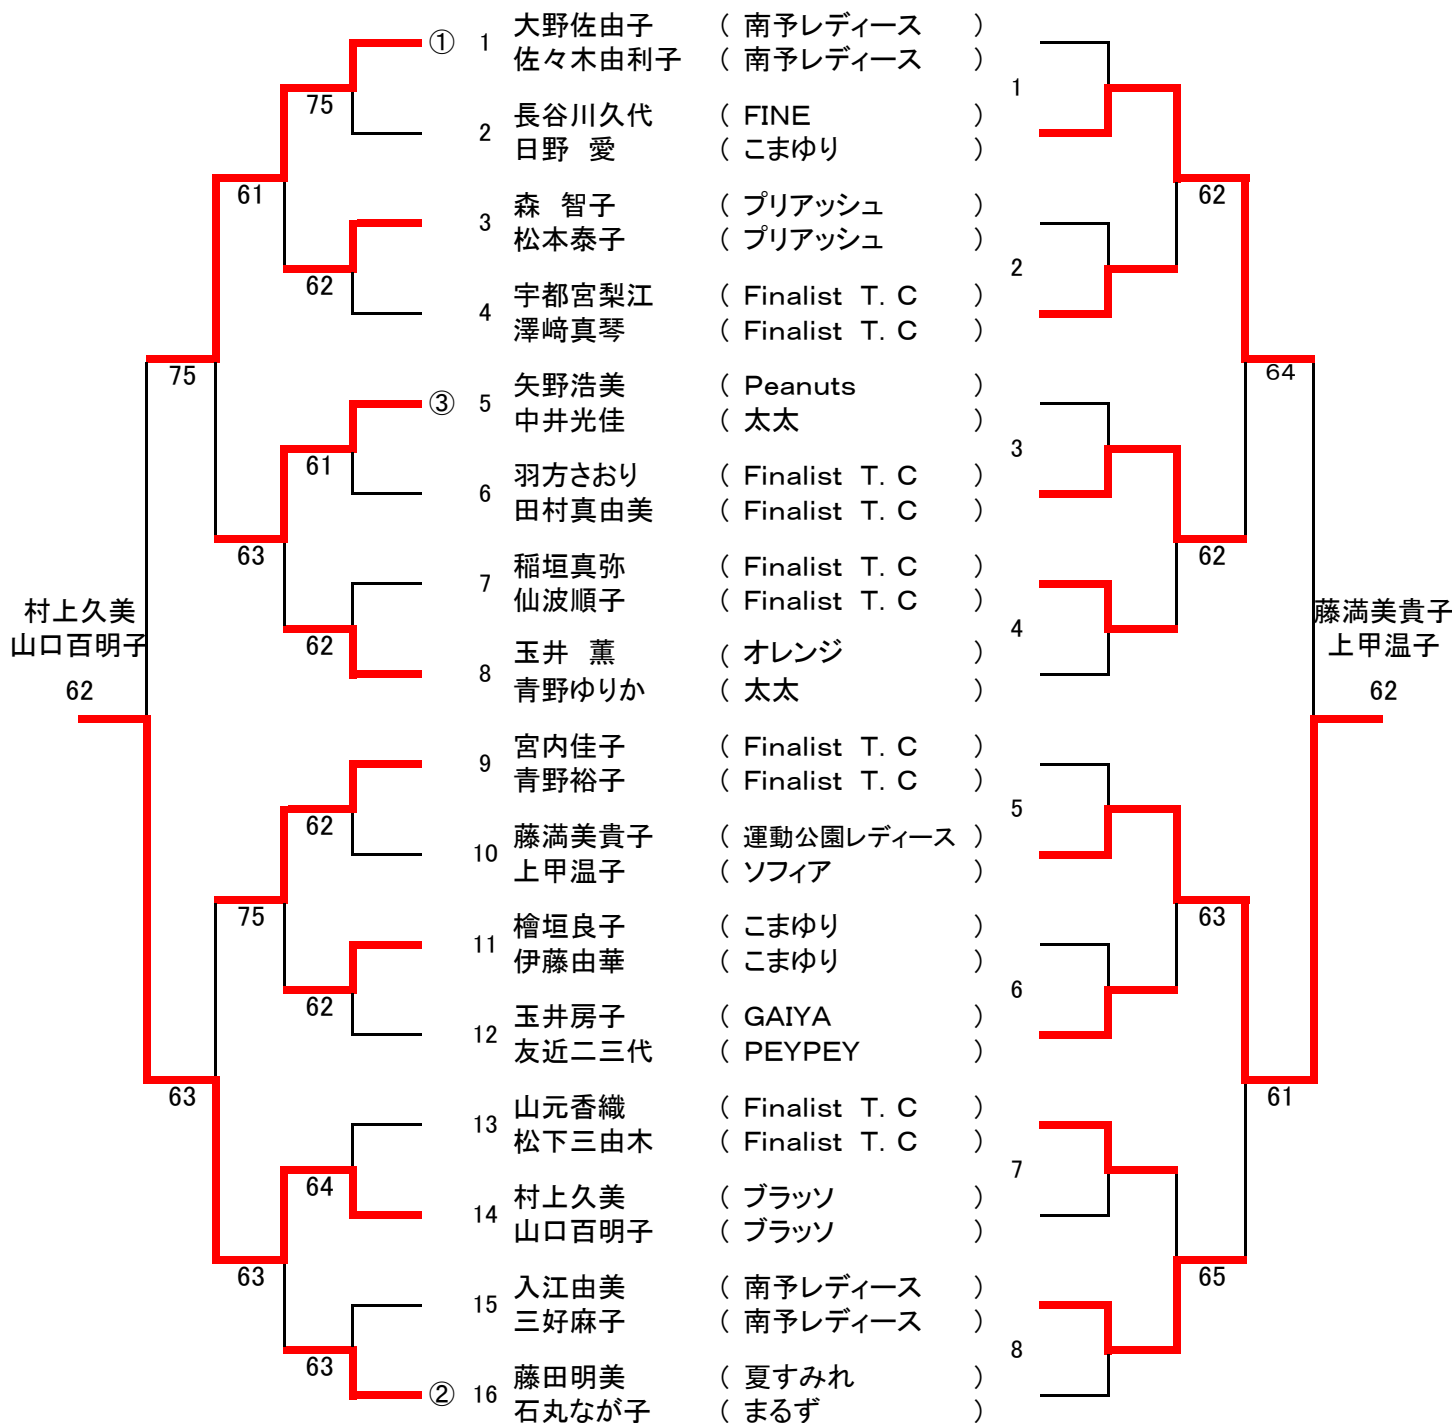 ① 1 大野佐由子 ( 南予レディース )
佐々木由利子 ( 南予レディース )
1
75
2 長谷川久代 ( FINE )
日野 愛 ( こまゆり )
61
62
3 森 智子 ( プリアッシュ )
松本泰子 ( プリアッシュ )
62
2
4 宇都宮梨江 ( Finalist T. C )
澤﨑真琴 ( Finalist T. C )
75
64
③ 5 矢野浩美 ( Peanuts )
中井光佳 ( 太太 )
61
3
6 羽方さおり ( Finalist T. C )
田村真由美 ( Finalist T. C )
63
62
7 稲垣真弥 ( Finalist T. C )
仙波順子 ( Finalist T. C )
村上久美
山口百明子
62
藤満美貴子
上甲温子
62
62
4
8 玉井 薫 ( オレンジ )
青野ゆりか ( 太太 )
9 宮内佳子 ( Finalist T. C )
青野裕子 ( Finalist T. C )
62
5
10 藤満美貴子 ( 運動公園レディース )
上甲温子 ( ソフィア )
75
63
11 檜垣良子 ( こまゆり )
伊藤由華 ( こまゆり )
62
6
12 玉井房子 ( GAIYA )
友近二三代 ( PEYPEY )
63
61
13 山元香織 ( Finalist T. C )
松下三由木 ( Finalist T. C )
64
7
14 村上久美 ( ブラッソ )
山口百明子 ( ブラッソ )
63
65
15 入江由美 ( 南予レディース )
三好麻子 ( 南予レディース )
63
8
② 16 藤田明美 ( 夏すみれ )
石丸なが子 ( まるず )